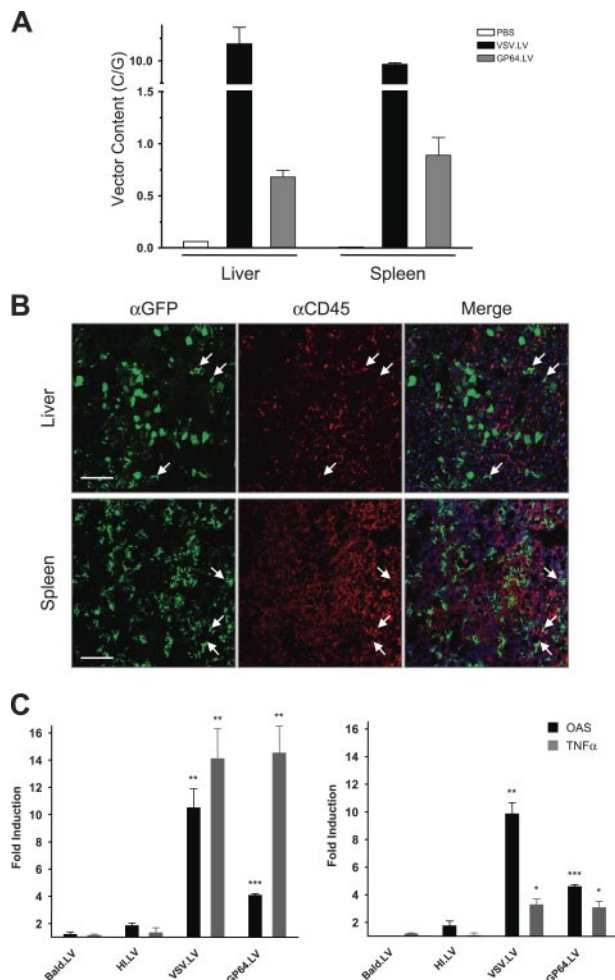 A
PBS
VSV.LV
GP64.LV
Vector Content (C/G)
10.0
1.5
1.0
0.5
0.0
Liver
Spleen
B
αGFP
αCD45
Merge
Liver
Spleen
C
Fold Induction
16
14
12
10
8
6
4
2
**
**
***
**
Bald.LV
HI.LV
VSV.LV
GP64.LV
OAS
TNFα
Fold Induction
16
14
12
10
8
6
4
2
**
*
***
*
Bald.LV
HI.LV
VSV.LV
GP64.LV